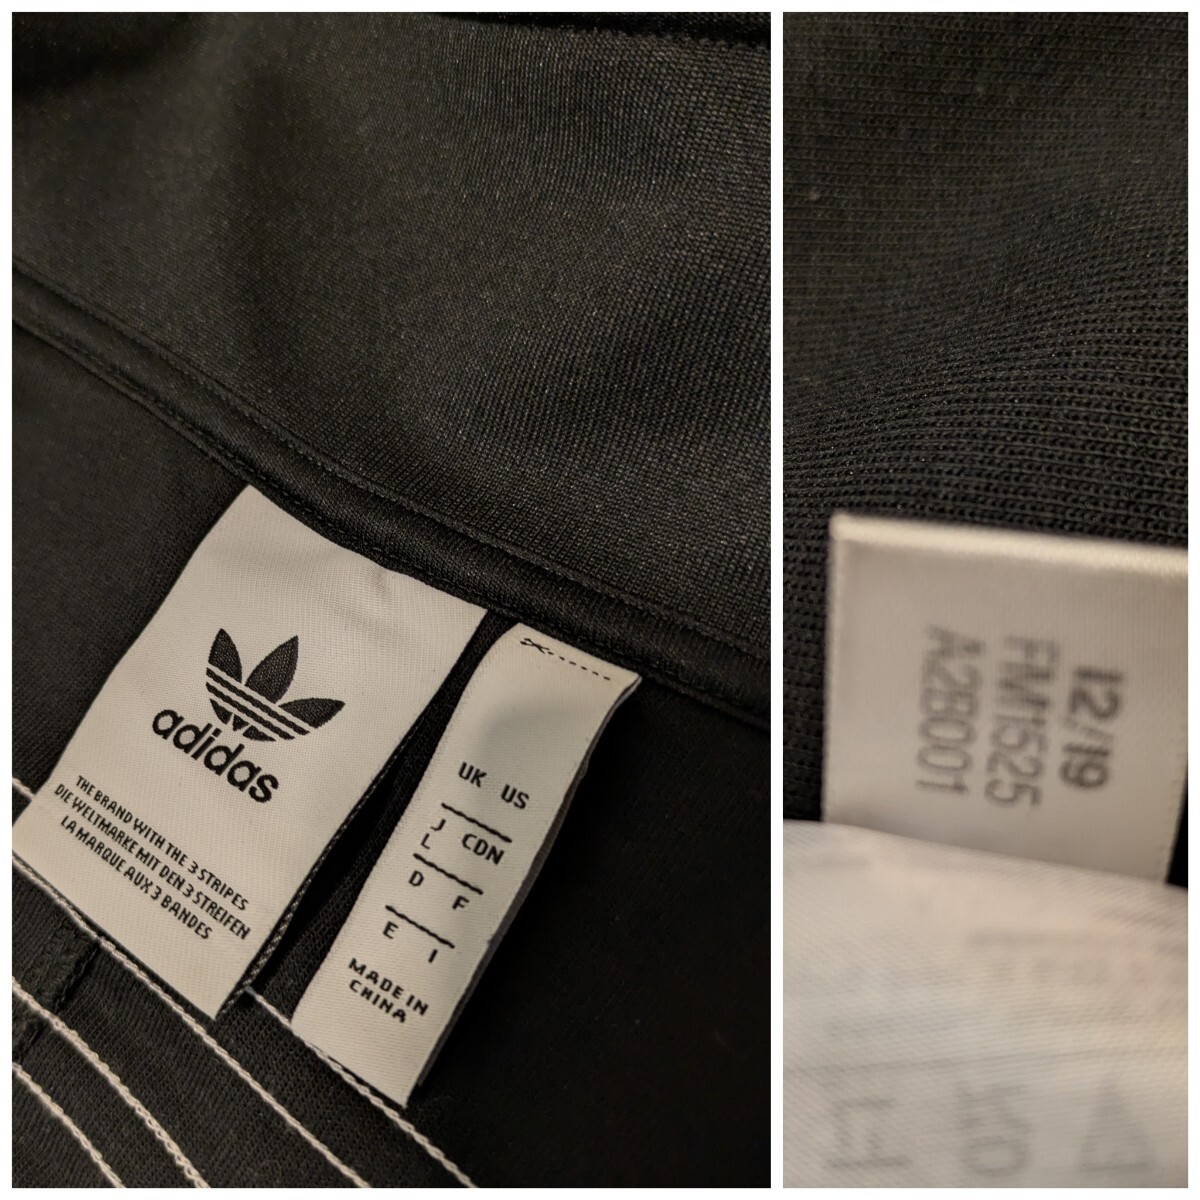 adidas
THE BRAND WITH THE 3 STRIPES
DIE WELTMARKE MIT DEN 3 STREIFEN
LA MARQUE AUX 3 BANDES
UK US
J CDN
L
D F
E I
MADE IN
CHINA
12/19
FM1525
A2B001